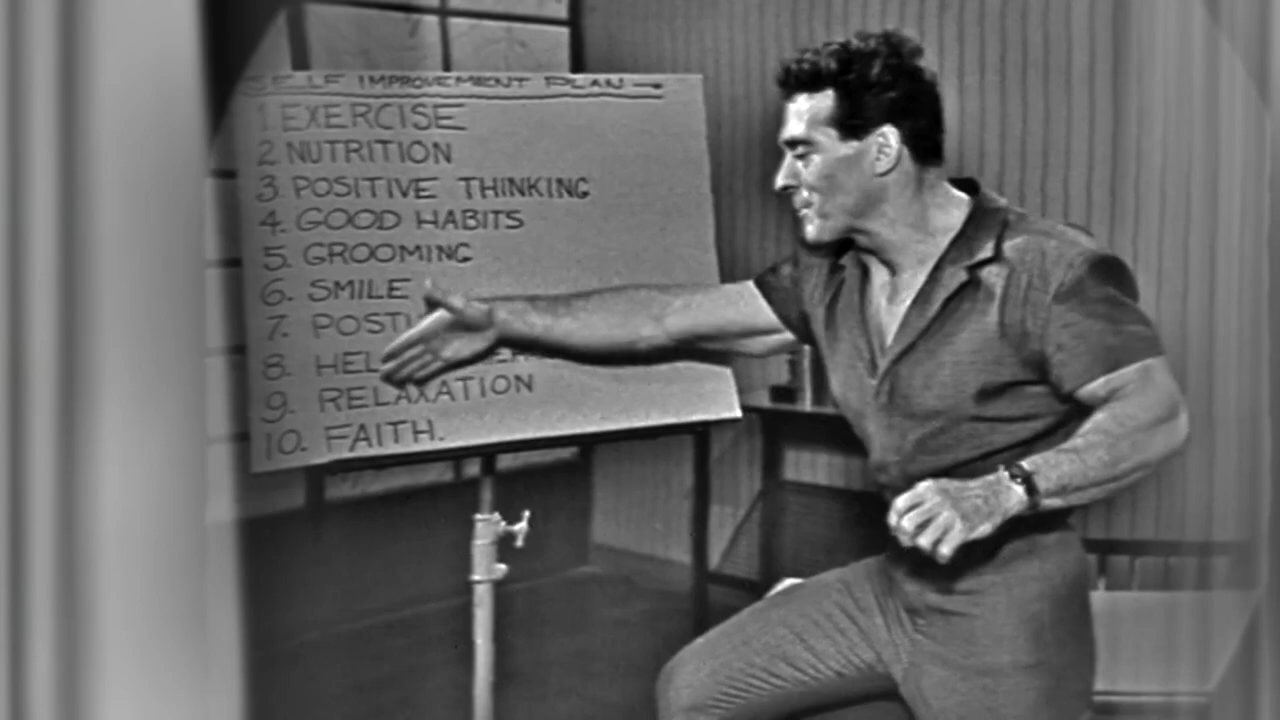 SELF IMPROVEMENT PLAN —
1 EXERCISE
2. NUTRITION
3. POSITIVE THINKING
4. GOOD HABITS
5. GROOMING
6. SMILE
7.
8.
9. RELAXATION
10. FAITH.